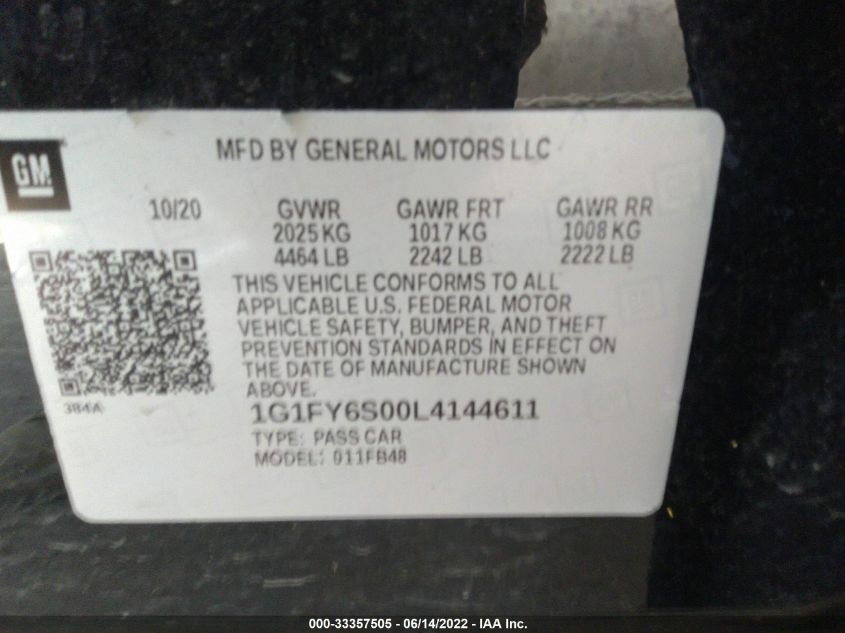 GM
MFD BY GENERAL MOTORS LLC
10/20 GVWR GAWR FRT GAWR RR
2025 KG 1017 KG 1008 KG
4464 LB 2242 LB 2222 LB
THIS VEHICLE CONFORMS TO ALL
APPLICABLE U.S. FEDERAL MOTOR
VEHICLE SAFETY, BUMPER, AND THEFT
PREVENTION STANDARDS IN EFFECT ON
THE DATE OF MANUFACTURE SHOWN
ABOVE.
384A
1G1FY6S00L4144611
TYPE: PASS CAR
MODEL: 011FB48
000-33357505 - 06/14/2022 - IAA Inc.